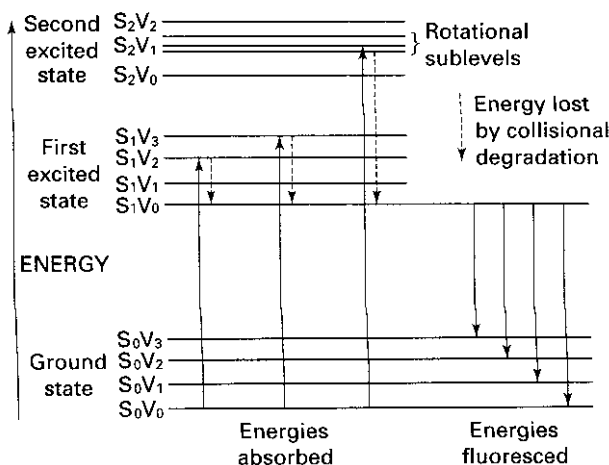 Second
excited
state
S₂V₂
S₂V₁
S₂V₀
Rotational
sublevels
Energy lost
by collisional
degradation
First
excited
state
S₁V₃
S₁V₂
S₁V₁
S₁V₀
ENERGY
Ground
state
S₀V₃
S₀V₂
S₀V₁
S₀V₀
Energies
absorbed
Energies
fluoresced